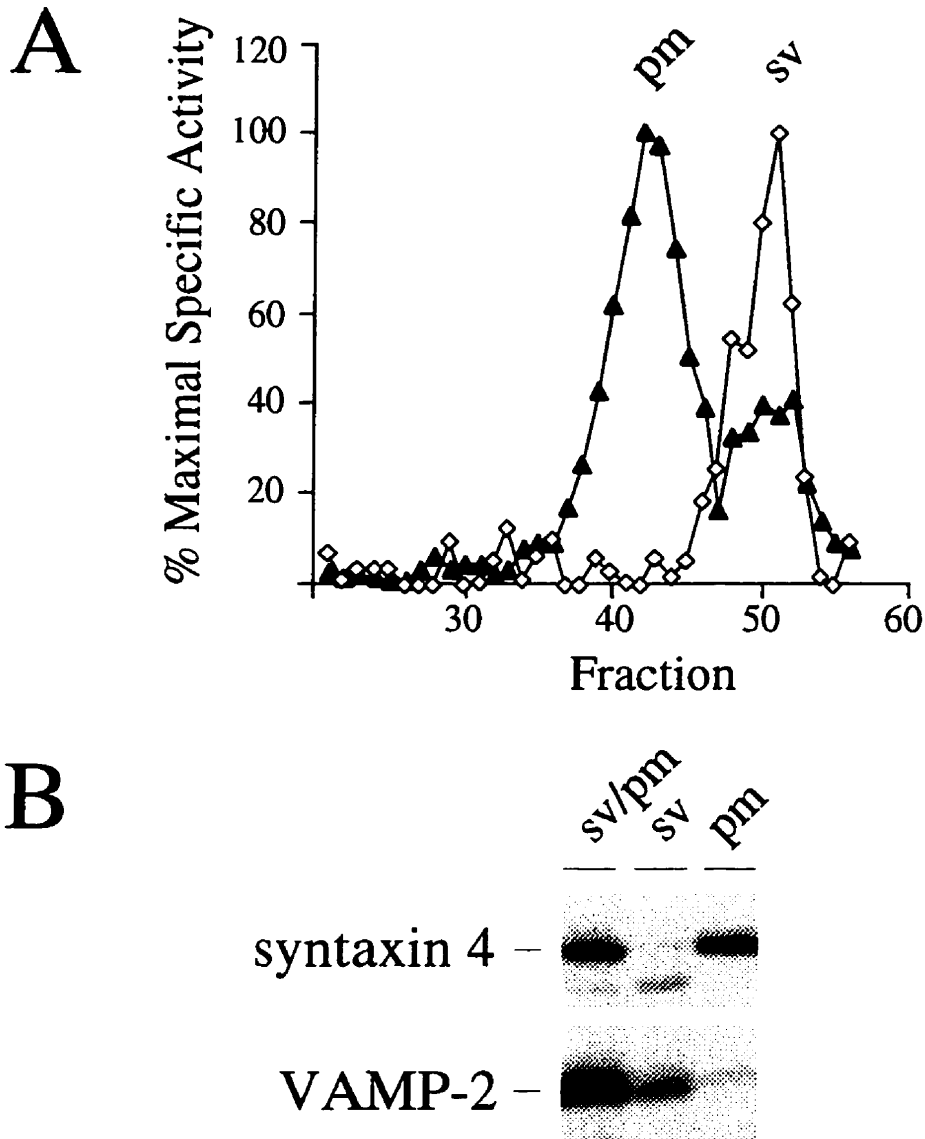 A
% Maximal Specific Activity
120
100
80
60
40
20
pm
sv
30
40
50
60
Fraction
B
sv/pm
sv
pm
syntaxin 4 –
VAMP-2 –